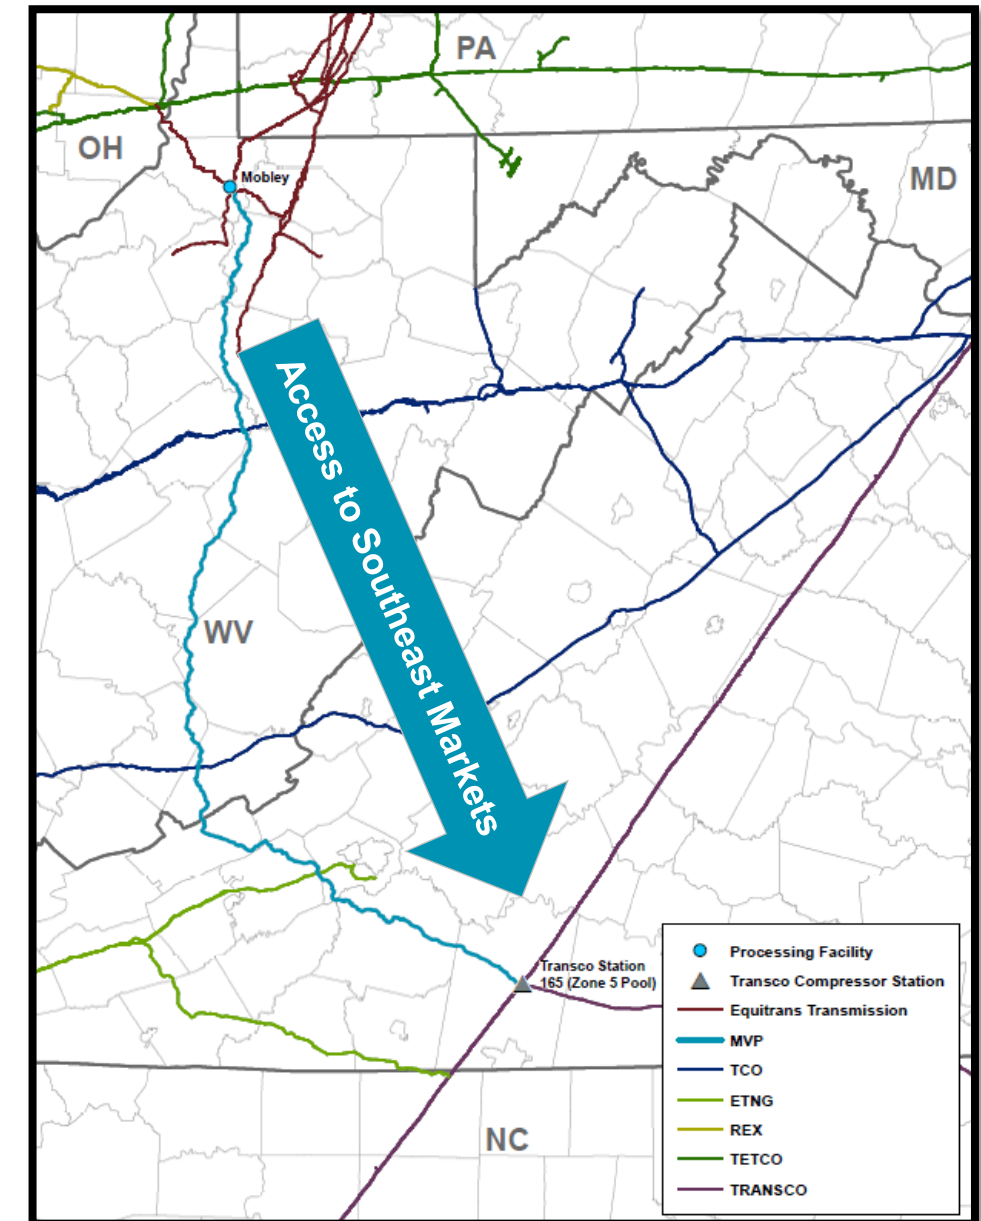 PA
OH
Mobley
MD
Access to Southeast Markets
WV
Transco Station
165 (Zone 5 Pool)
NC
Processing Facility
Transco Compressor Station
Equitrans Transmission
MVP
TCO
ETNG
REX
TETCO
TRANSCO